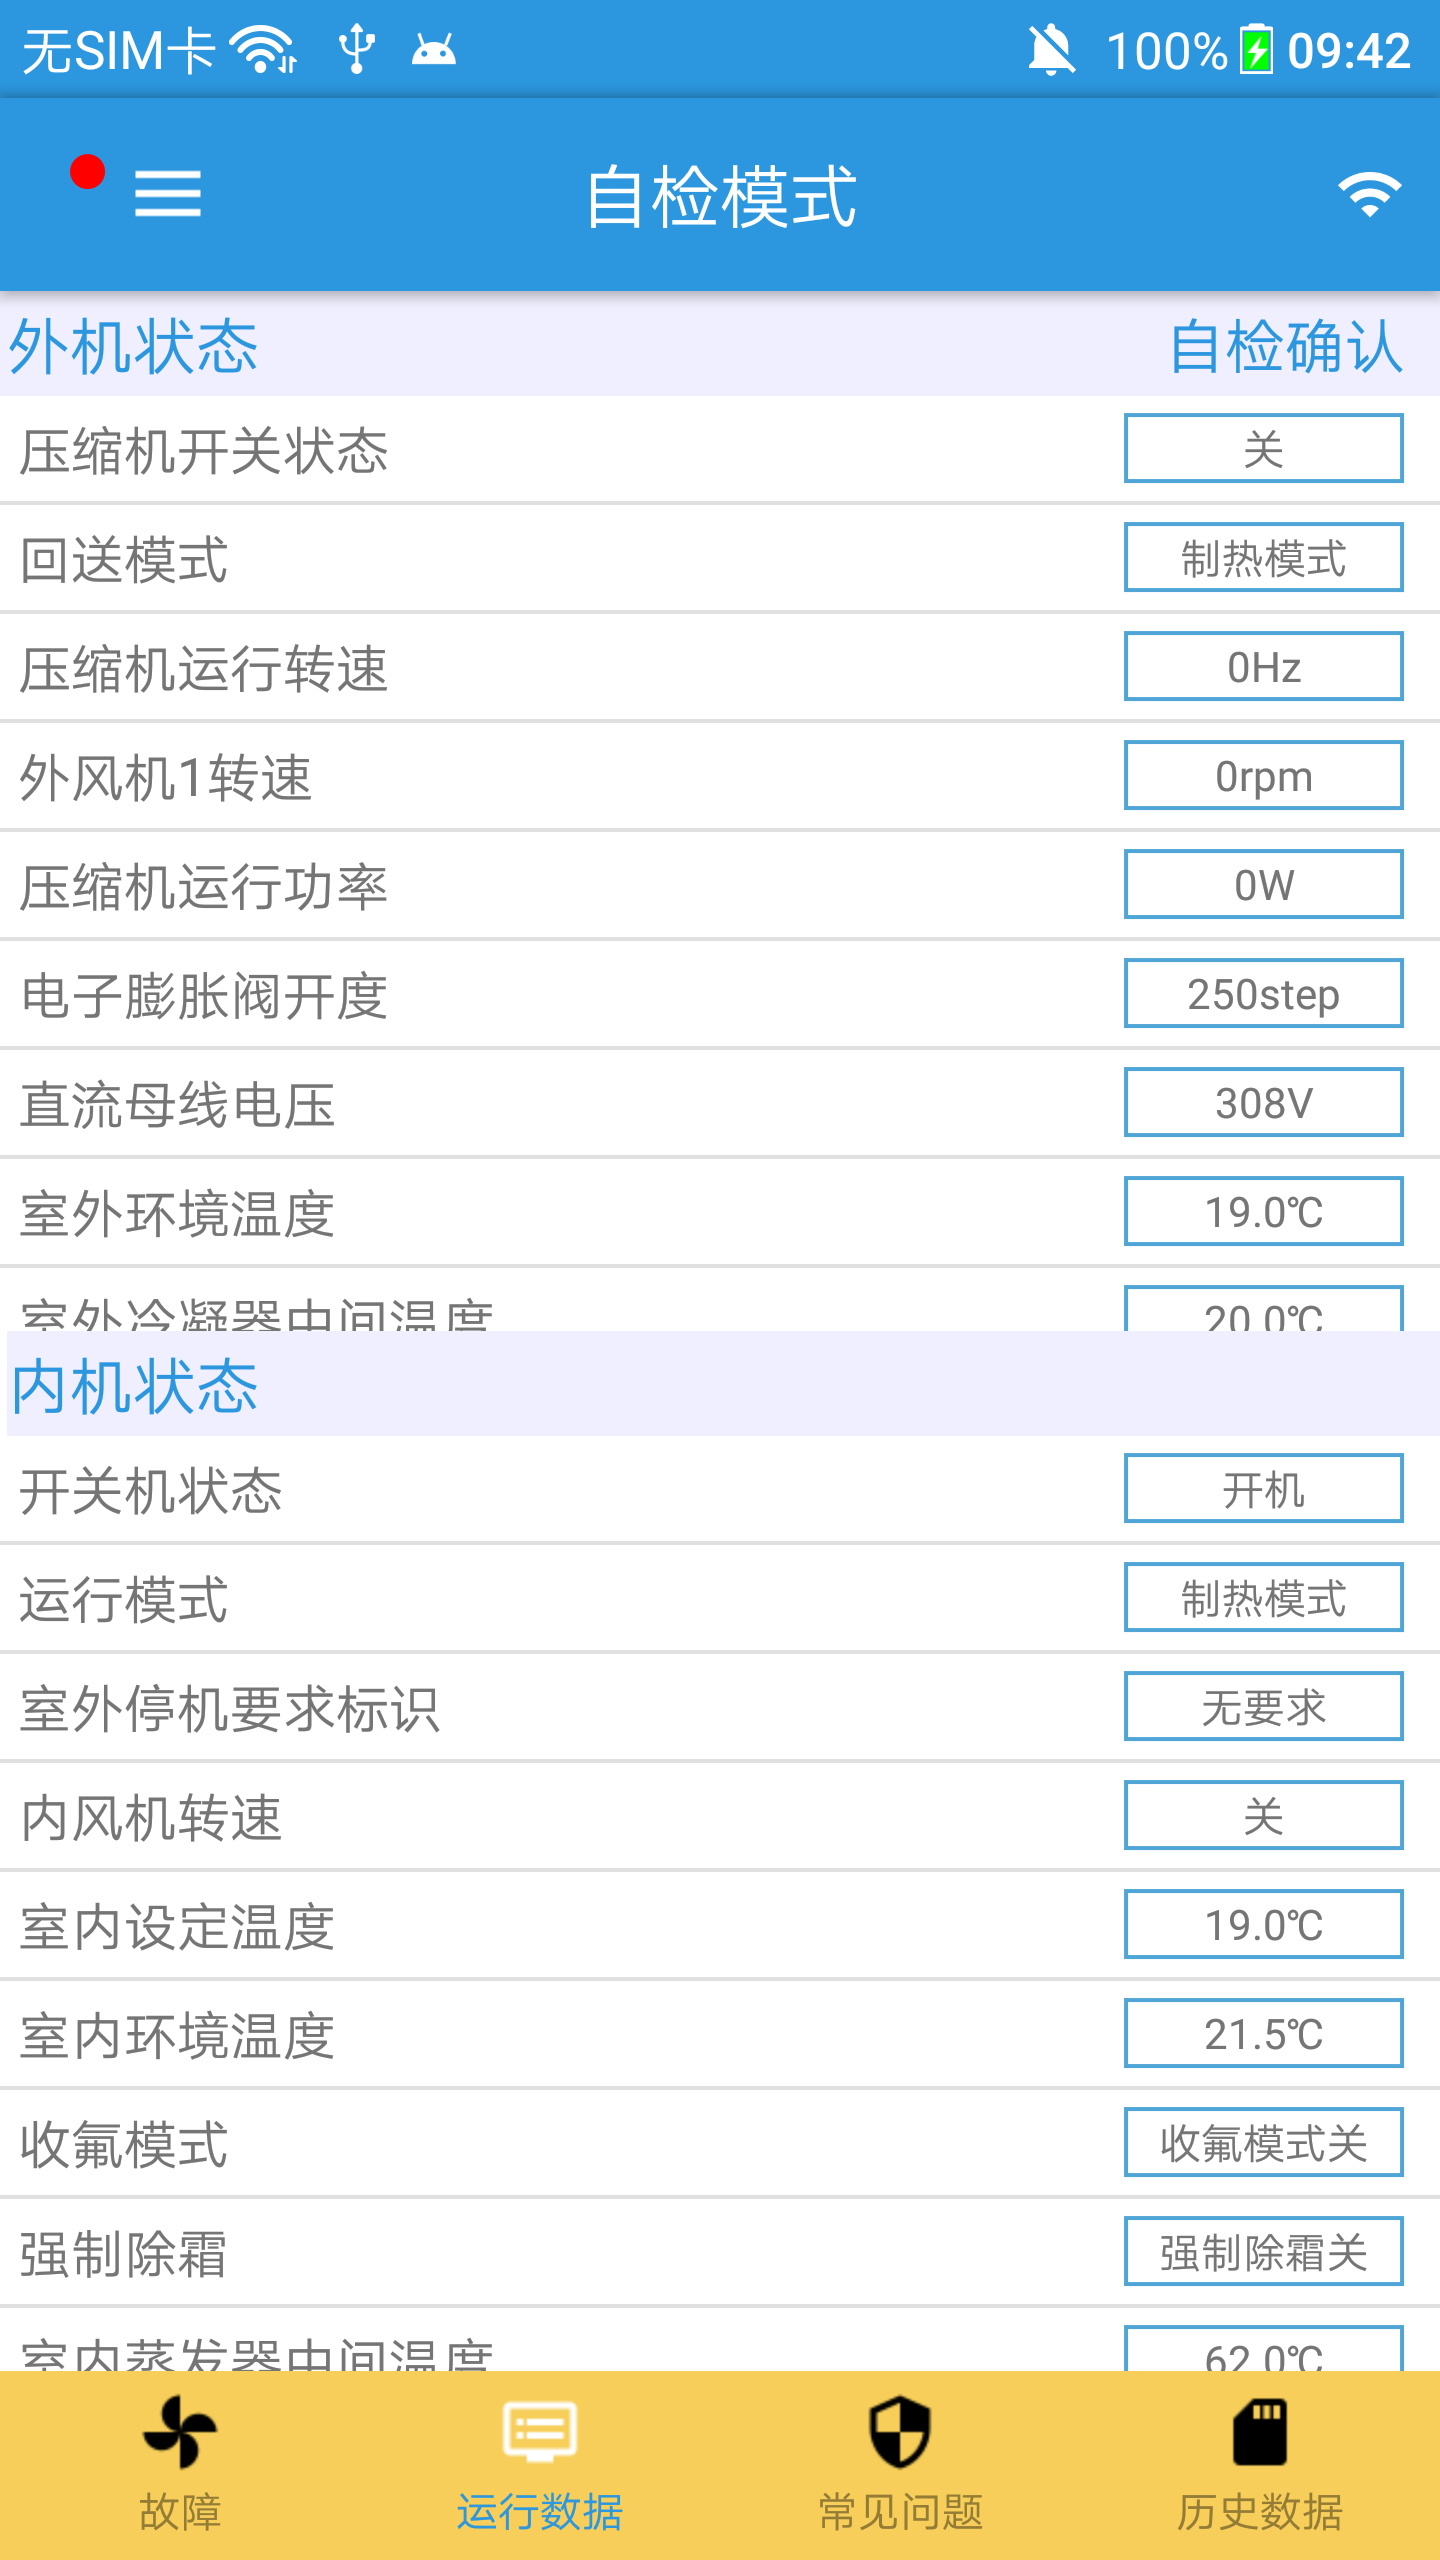 无SIM卡 100% 09:42
自检模式
外机状态 自检确认
压缩机开关状态 关
回送模式 制热模式
压缩机运行转速 0Hz
外风机1转速 0rpm
压缩机运行功率 0W
电子膨胀阀开度 250step
直流母线电压 308V
室外环境温度 19.0℃
室外冷凝器中间温度 20.0℃
内机状态
开关机状态 开机
运行模式 制热模式
室外停机要求标识 无要求
内风机转速 关
室内设定温度 19.0℃
室内环境温度 21.5℃
收氟模式 收氟模式关
强制除霜 强制除霜关
室内蒸发器中间温度 62.0℃
故障 运行数据 常见问题 历史数据